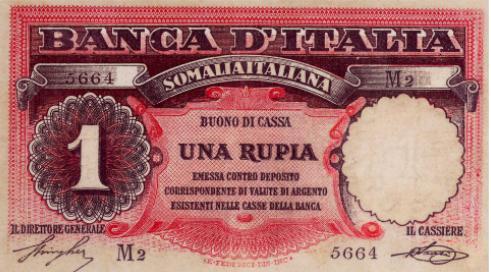 BANCA D'ITALIA
5664 SOMALIA ITALIANA M2
BUONO DI CASSA
1 UNA RUPIA
EMESSA CONTRO DEPOSITO
CORRISPONDENTE DI VALUTE DI ARGENTO
ESISTENTI NELLE CASSE DELLA BANCA
IL DIRETTORE GENERALE IL CASSIERE
M2 5664